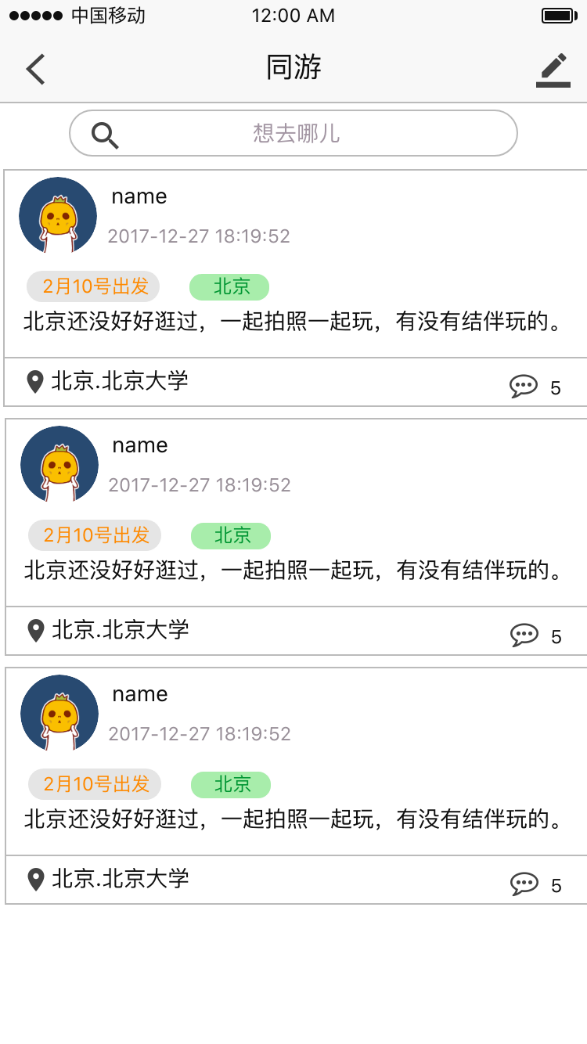 中国移动 12:00 AM
同游
想去哪儿
name
2017-12-27 18:19:52
2月10号出发 北京
北京还没好好逛过，一起拍照一起玩，有没有结伴玩的。
北京.北京大学 5
name
2017-12-27 18:19:52
2月10号出发 北京
北京还没好好逛过，一起拍照一起玩，有没有结伴玩的。
北京.北京大学 5
name
2017-12-27 18:19:52
2月10号出发 北京
北京还没好好逛过，一起拍照一起玩，有没有结伴玩的。
北京.北京大学 5